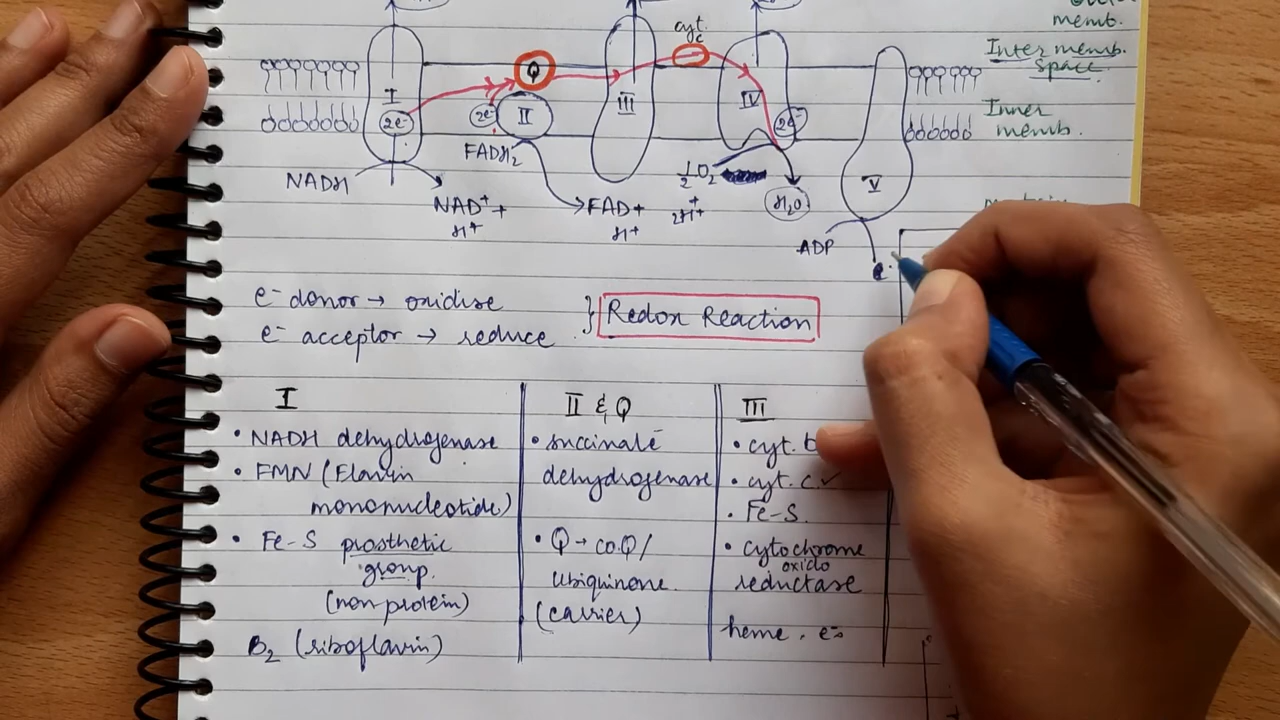 memb.
cyt.
c
Inter memb.
space
Q
I
III
IV
2e-
2e-
II
2e-
Inner
memb.
FADH2
1/2 O2
V
NADH
NAD+ +
H+
FAD+
H+
+
2H+
H2O
ADP
e- donor → oxidise
e- acceptor → reduce
} Redox Reaction
I
II & Q
III
• NADH dehydrogenase
• succinate
• cyt. b
• FMN (Flavin
dehydrogenase
• cyt. c. ✓
mononucleotide)
• Fe-S.
• Fe-S prosthetic
• Q → co.Q/
• cytochrome
oxido
group.
Ubiquinone
reductase
(non protein)
(carrier)
heme. e-
B2 (riboflavin)